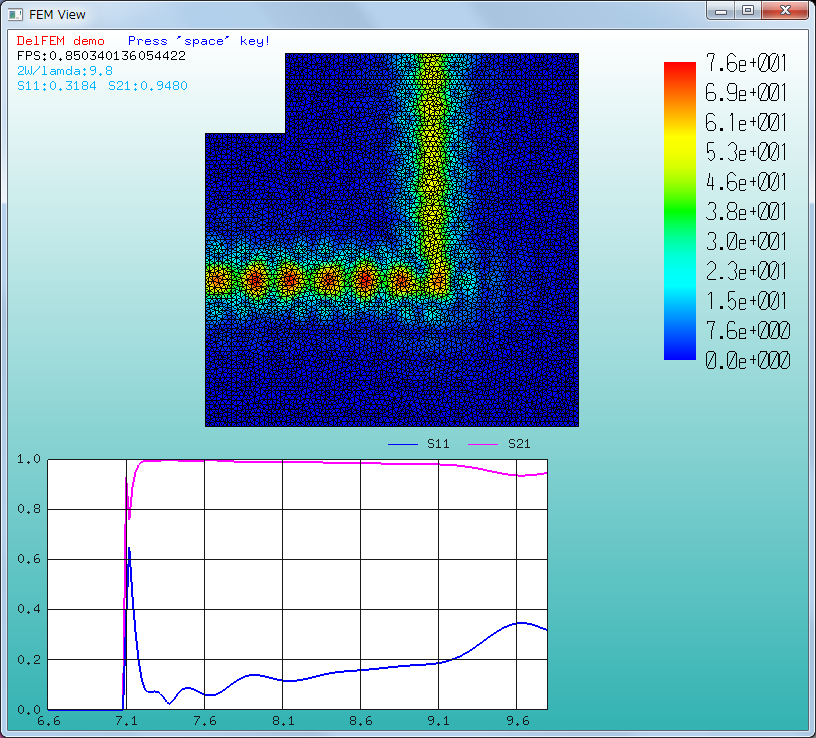 FEM View
DelFEM demo Press 'space' key!
FPS:0.850340136054422
2W/lamda:9.8
S11:0.3184 S21:0.9480
7.6e+001
6.9e+001
6.1e+001
5.3e+001
4.6e+001
3.8e+001
3.0e+001
2.3e+001
1.5e+001
7.6e+000
0.0e+000
S11 S21
1.0
0.8
0.6
0.4
0.2
0.0
6.6 7.1 7.6 8.1 8.6 9.1 9.6